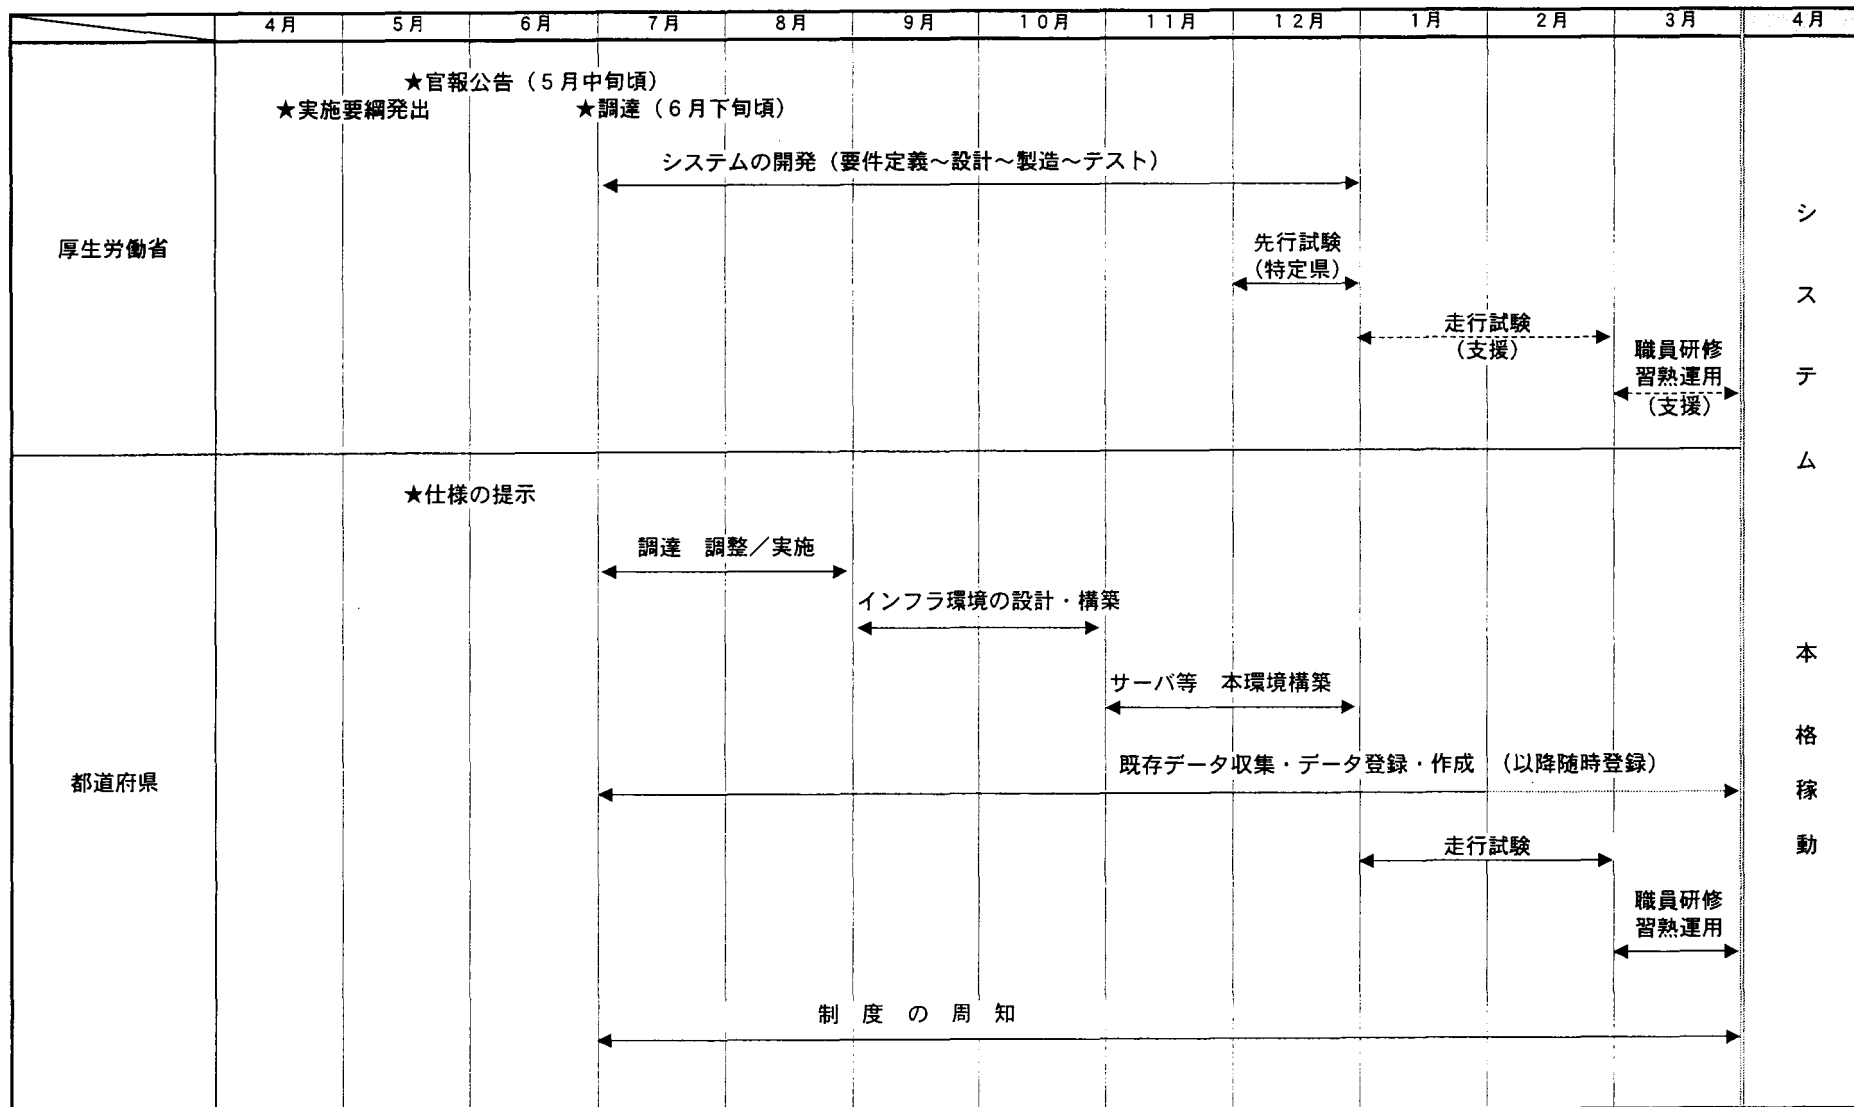 4月 5月 6月 7月 8月 9月 10月 11月 12月 1月 2月 3月 4月
★官報公告（5月中旬頃）
★実施要綱発出 ★調達（6月下旬頃）
システムの開発（要件定義～設計～製造～テスト）
厚生労働省
先行試験
（特定県）
走行試験
（支援）
職員研修
習熟運用
（支援）
★仕様の提示
調達　調整／実施
インフラ環境の設計・構築
サーバ等　本環境構築
既存データ収集・データ登録・作成　（以降随時登録）
都道府県
走行試験
職員研修
習熟運用
制度の周知
システム　本格稼動